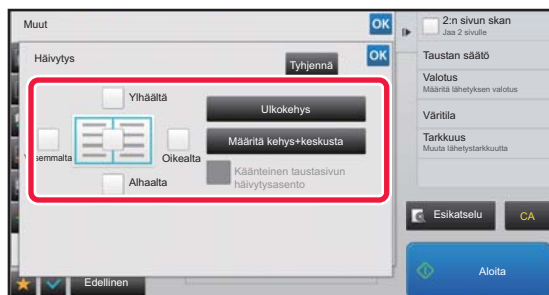 Muut
OK
Häivytys
Tyhjennä
OK
Ylhäältä
Ulkokehys
semmalta
Oikealta
Määritä kehys+keskusta
Alhaalta
Käänteinen taustasivun
häivytysasento
Edellinen
2:n sivun skan
Jaa 2 sivulle
Taustan säätö
Valotus
Määritä lähetyksen valotus
Väritila
Tarkkuus
Muuta lähetystarkkuutta
Esikatselu
CA
Aloita